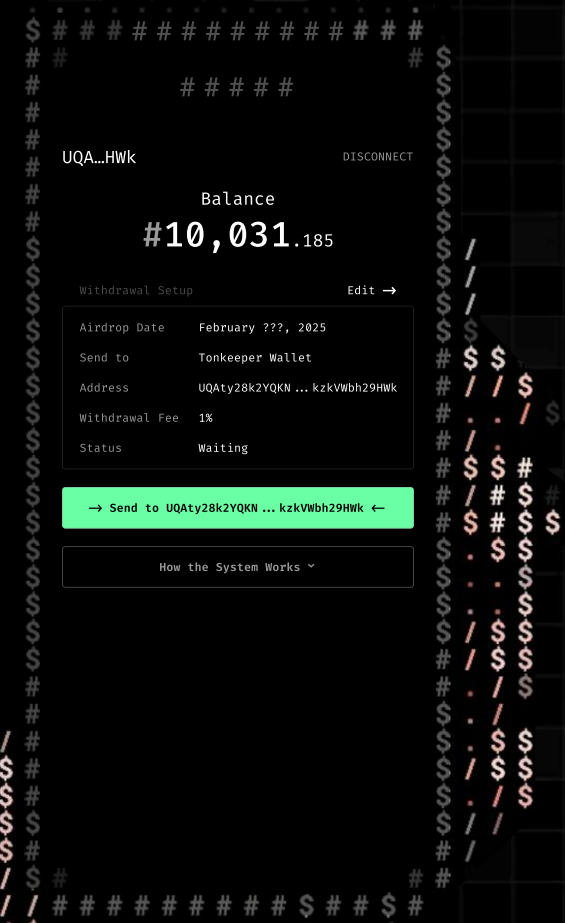 # # # # #
UQA…HWk DISCONNECT
Balance
#10,031.185
Withdrawal Setup Edit →
Airdrop Date February ???, 2025
Send to Tonkeeper Wallet
Address UQAty28k2YQKN...kzkVWbh29HWk
Withdrawal Fee 1%
Status Waiting
→ Send to UQAty28k2YQKN...kzkVWbh29HWk ←
How the System Works ⌄